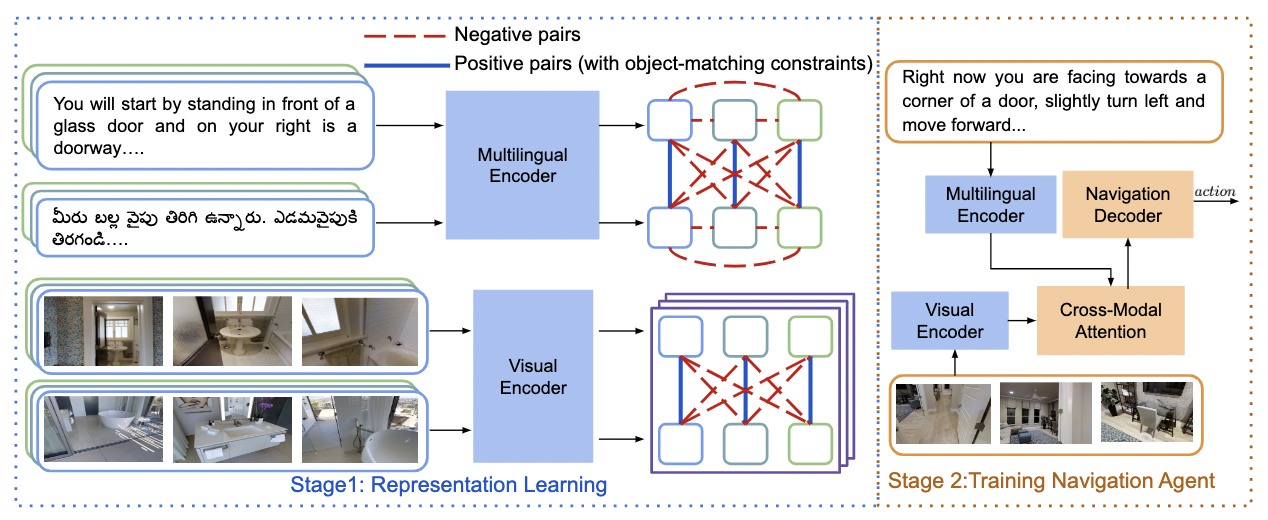 Negative pairs
Positive pairs (with object-matching constraints)
You will start by standing in front of a
glass door and on your right is a
doorway….
Multilingual
Encoder
మీరు బల్ల వైపు తిరిగి ఉన్నారు. ఎడమవైపుకి
తిరగండి….
Visual
Encoder
Stage1: Representation Learning
Right now you are facing towards a
corner of a door, slightly turn left and
move forward...
Multilingual
Encoder
Navigation
Decoder
action
Visual
Encoder
Cross-Modal
Attention
Stage 2:Training Navigation Agent